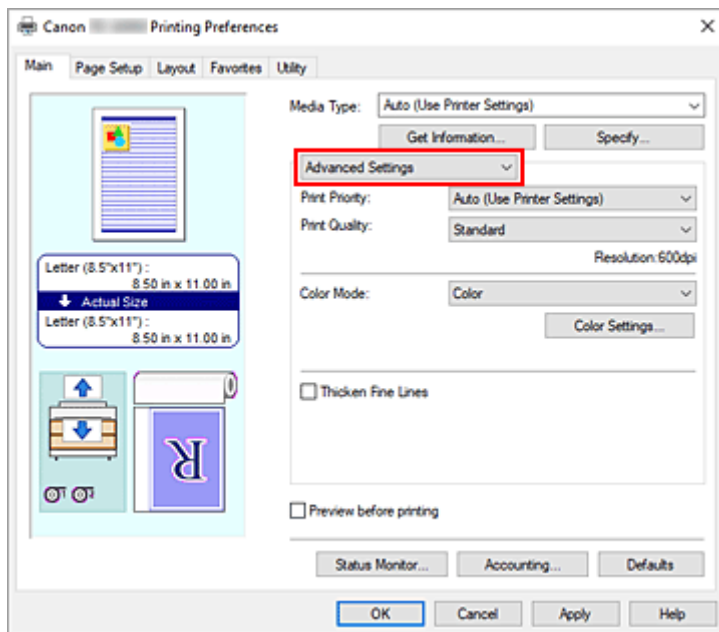 Canon Printing Preferences
Main Page Setup Layout Favorites Utility
Media Type: Auto (Use Printer Settings)
Get Information... Specify...
Advanced Settings
Print Priority: Auto (Use Printer Settings)
Print Quality: Standard
Resolution:600dpi
Color Mode: Color
Color Settings...
Thicken Fine Lines
Letter (8.5"x11") :
8.50 in x 11.00 in
Actual Size
Letter (8.5"x11") :
8.50 in x 11.00 in
R
Preview before printing
Status Monitor... Accounting... Defaults
OK Cancel Apply Help